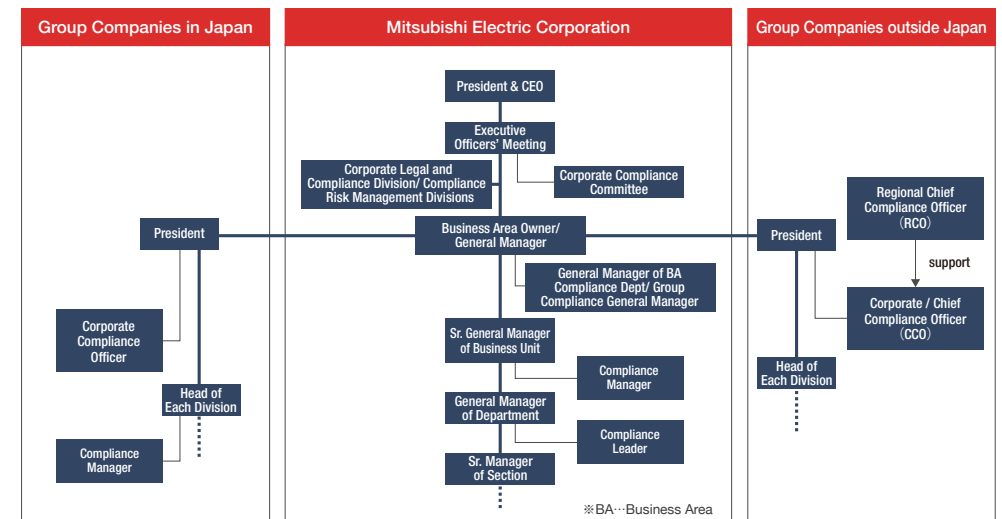 Group Companies in Japan
Mitsubishi Electric Corporation
Group Companies outside Japan
President & CEO
Executive
Officers' Meeting
Corporate Legal and
Compliance Division/ Compliance
Risk Management Divisions
Corporate Compliance
Committee
Regional Chief
Compliance Officer
(RCO)
President
Business Area Owner/
General Manager
President
support
General Manager of BA
Compliance Dept/ Group
Compliance General Manager
Corporate / Chief
Compliance Officer
(CCO)
Corporate
Compliance
Officer
Sr. General Manager
of Business Unit
Compliance
Manager
Head of
Each Division
Head of
Each Division
General Manager
of Department
Compliance
Leader
Compliance
Manager
Sr. Manager
of Section
※BA…Business Area